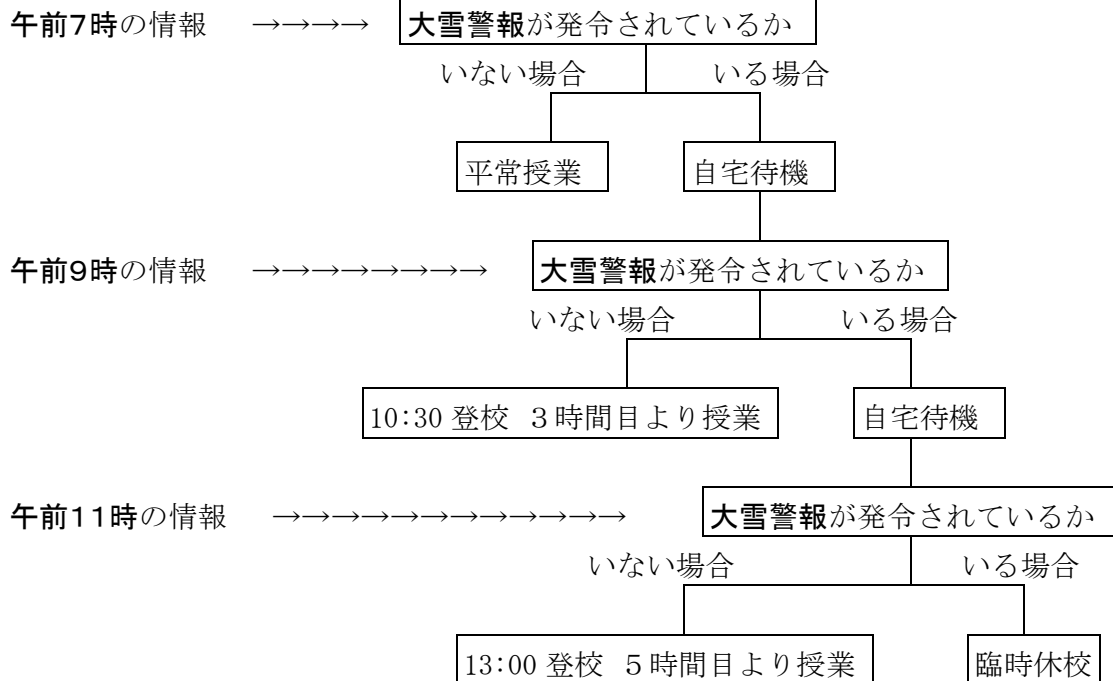 午前7時の情報　→→→→　大雪警報が発令されているか
いない場合　いる場合
平常授業　自宅待機
午前9時の情報　→→→→→→→→　大雪警報が発令されているか
いない場合　いる場合
10:30 登校　３時間目より授業　自宅待機
午前11時の情報　→→→→→→→→→→→→　大雪警報が発令されているか
いない場合　いる場合
13:00 登校　５時間目より授業　臨時休校